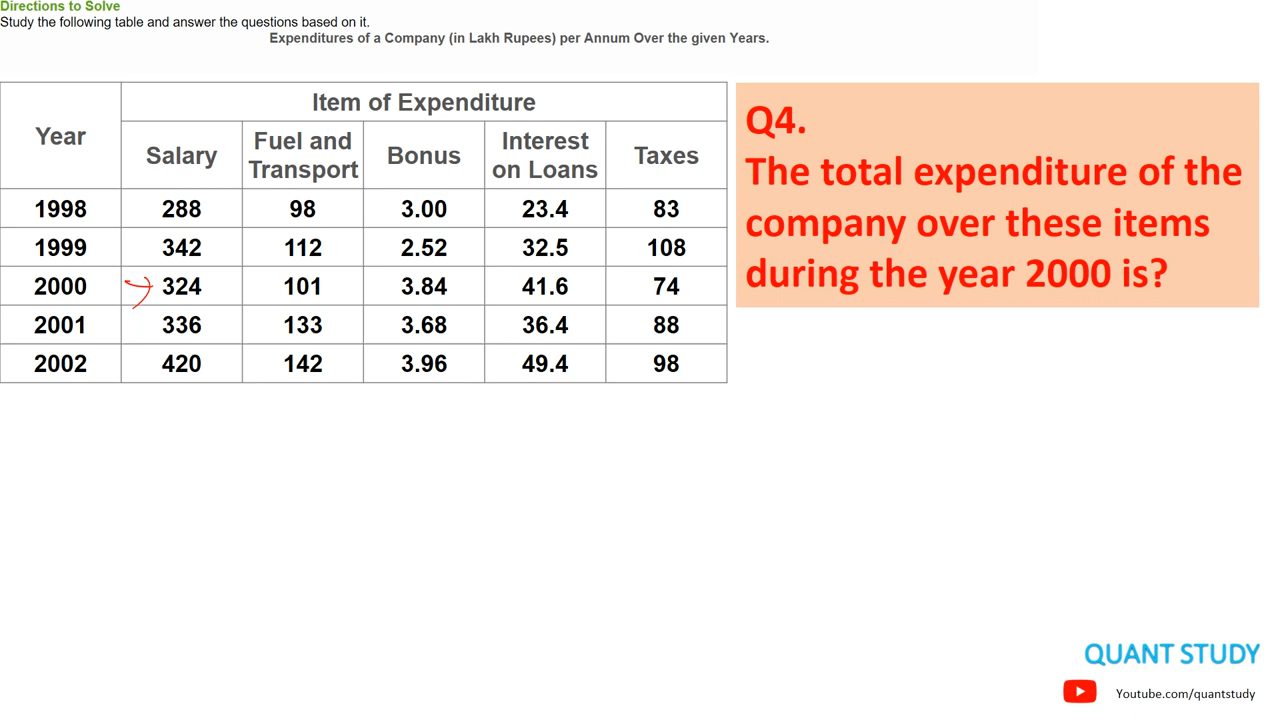 Directions to Solve
Study the following table and answer the questions based on it.
Expenditures of a Company (in Lakh Rupees) per Annum Over the given Years.
Year Item of Expenditure
Salary Fuel and Transport Bonus Interest on Loans Taxes
1998 288 98 3.00 23.4 83
1999 342 112 2.52 32.5 108
2000 324 101 3.84 41.6 74
2001 336 133 3.68 36.4 88
2002 420 142 3.96 49.4 98
Q4.
The total expenditure of the
company over these items
during the year 2000 is?
QUANT STUDY
Youtube.com/quantstudy